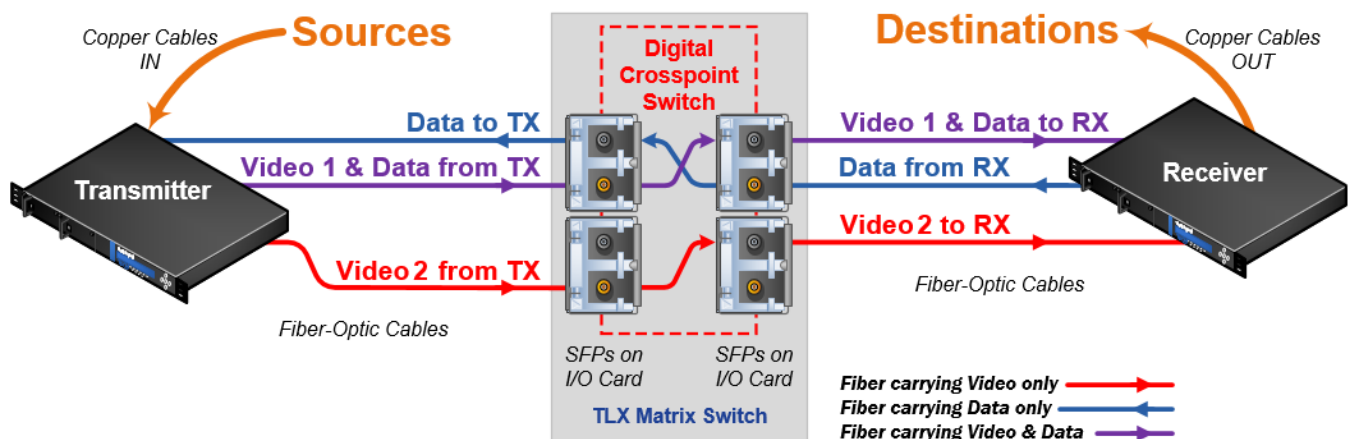 Copper Cables
IN
Sources
Digital
Crosspoint
Switch
Destinations
Copper Cables
OUT
Data to TX
Video 1 & Data from TX
Transmitter
Video 1 & Data to RX
Data from RX
Receiver
Video 2 from TX
Video 2 to RX
Fiber-Optic Cables
Fiber-Optic Cables
SFPs on
I/O Card
SFPs on
I/O Card
TLX Matrix Switch
Fiber carrying Video only
Fiber carrying Data only
Fiber carrying Video & Data